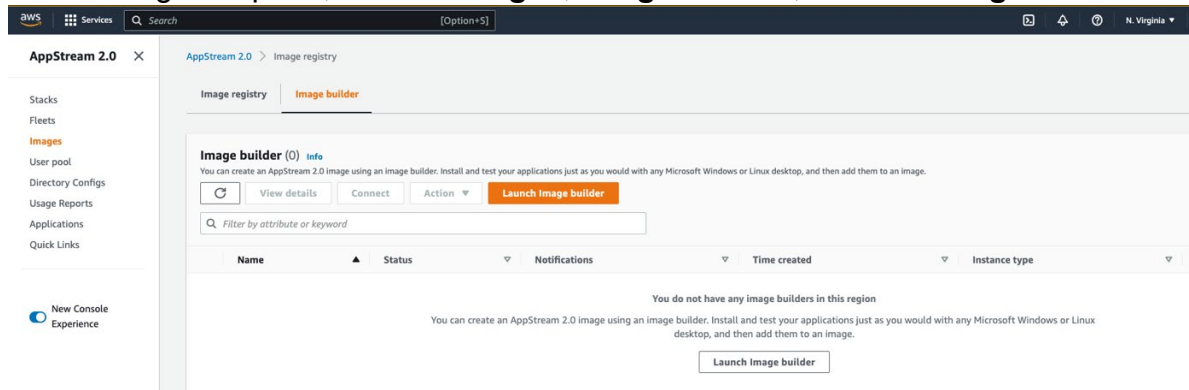 aws Services Search [Option+S] N. Virginia
AppStream 2.0
AppStream 2.0 > Image registry
Stacks
Fleets
Images
User pool
Directory Configs
Usage Reports
Applications
Quick Links
New Console
Experience
Image registry Image builder
Image builder (0) Info
You can create an AppStream 2.0 image using an image builder. Install and test your applications just as you would with any Microsoft Windows or Linux desktop, and then add them to an image.
View details Connect Action Launch Image builder
Filter by attribute or keyword
Name Status Notifications Time created Instance type
You do not have any image builders in this region
You can create an AppStream 2.0 image using an image builder. Install and test your applications just as you would with any Microsoft Windows or Linux
desktop, and then add them to an image.
Launch Image builder